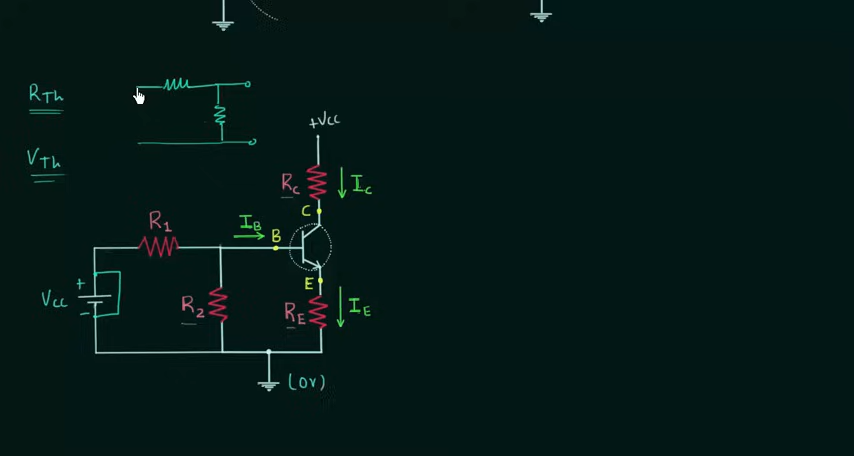 RTh
+VCC
VTh
RC
IC
C
R1
IB
B
+
VCC
-
R2
E
RE
IE
(0V)